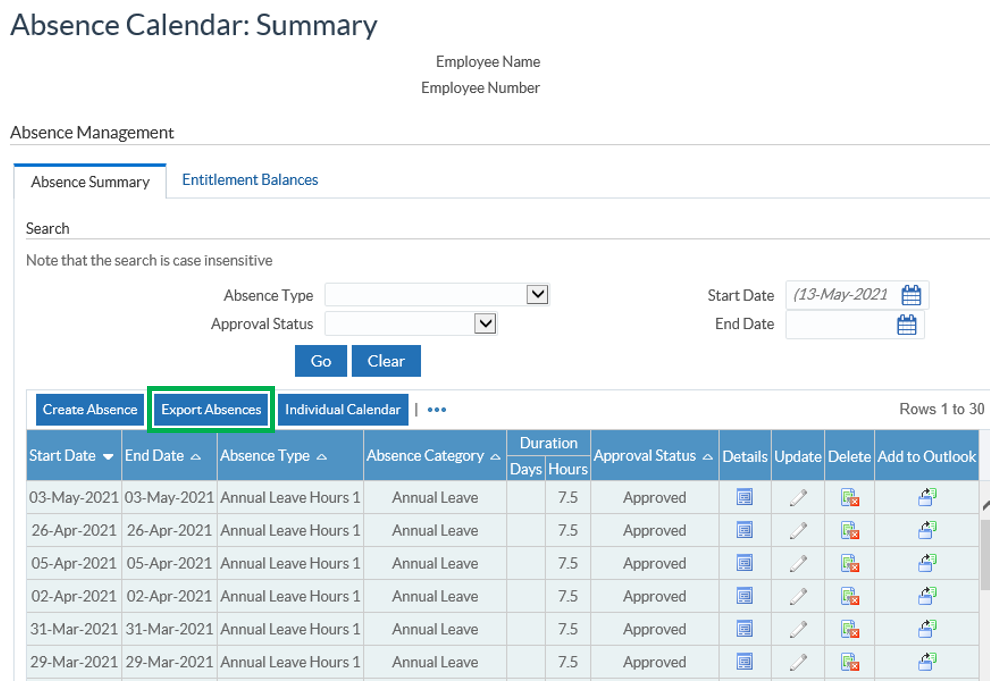 Absence Calendar: Summary
Employee Name
Employee Number
Absence Management
Absence Summary Entitlement Balances
Search
Note that the search is case insensitive
Absence Type Start Date (13-May-2021
Approval Status End Date
Go Clear
Create Absence Export Absences Individual Calendar | ••• Rows 1 to 30
Start Date End Date Absence Type Absence Category Duration Days Hours Approval Status Details Update Delete Add to Outlook
03-May-2021 03-May-2021 Annual Leave Hours 1 Annual Leave 7.5 Approved
26-Apr-2021 26-Apr-2021 Annual Leave Hours 1 Annual Leave 7.5 Approved
05-Apr-2021 05-Apr-2021 Annual Leave Hours 1 Annual Leave 7.5 Approved
02-Apr-2021 02-Apr-2021 Annual Leave Hours 1 Annual Leave 7.5 Approved
31-Mar-2021 31-Mar-2021 Annual Leave Hours 1 Annual Leave 7.5 Approved
29-Mar-2021 29-Mar-2021 Annual Leave Hours 1 Annual Leave 7.5 Approved